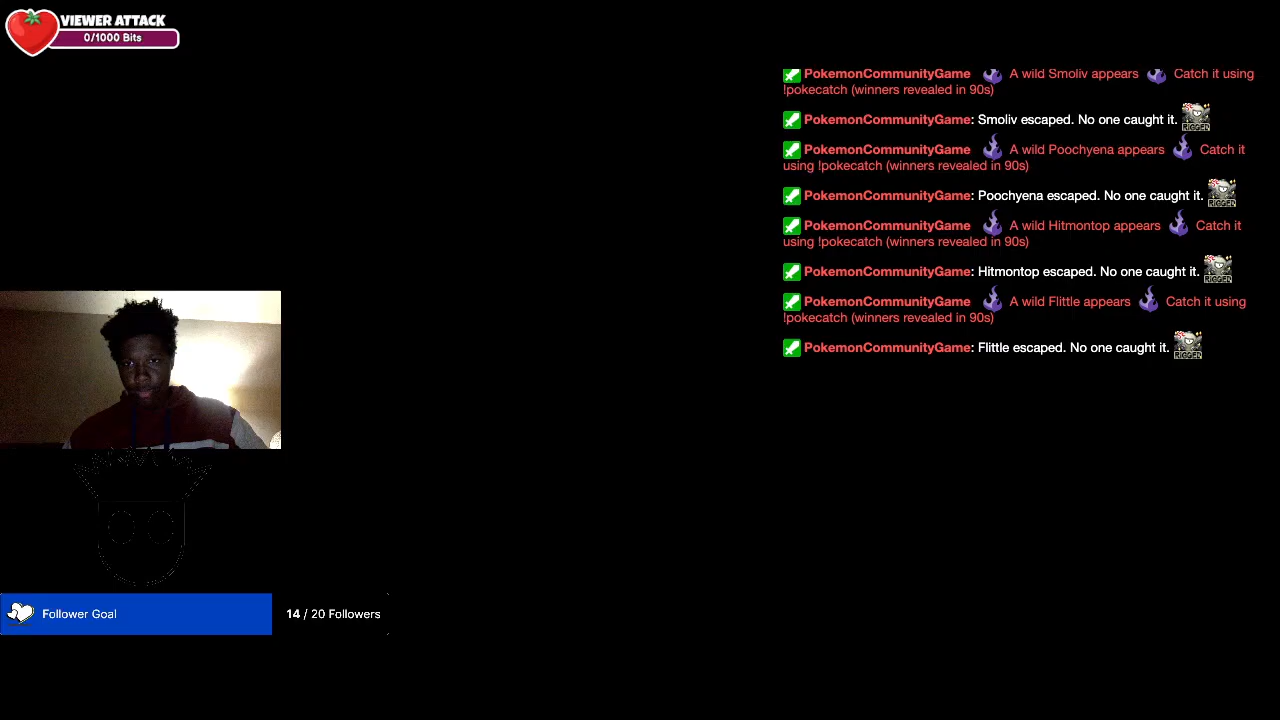 VIEWER ATTACK
0/1000 Bits
PokemonCommunityGame A wild Smoliv appears Catch it using
!pokecatch (winners revealed in 90s)
PokemonCommunityGame: Smoliv escaped. No one caught it. RIGGED
PokemonCommunityGame A wild Poochyena appears Catch it
using !pokecatch (winners revealed in 90s)
PokemonCommunityGame: Poochyena escaped. No one caught it. RIGGED
PokemonCommunityGame A wild Hitmontop appears Catch it
using !pokecatch (winners revealed in 90s)
PokemonCommunityGame: Hitmontop escaped. No one caught it. RIGGED
PokemonCommunityGame A wild Flittle appears Catch it using
!pokecatch (winners revealed in 90s)
PokemonCommunityGame: Flittle escaped. No one caught it. RIGGED
Follower Goal 14 / 20 Followers